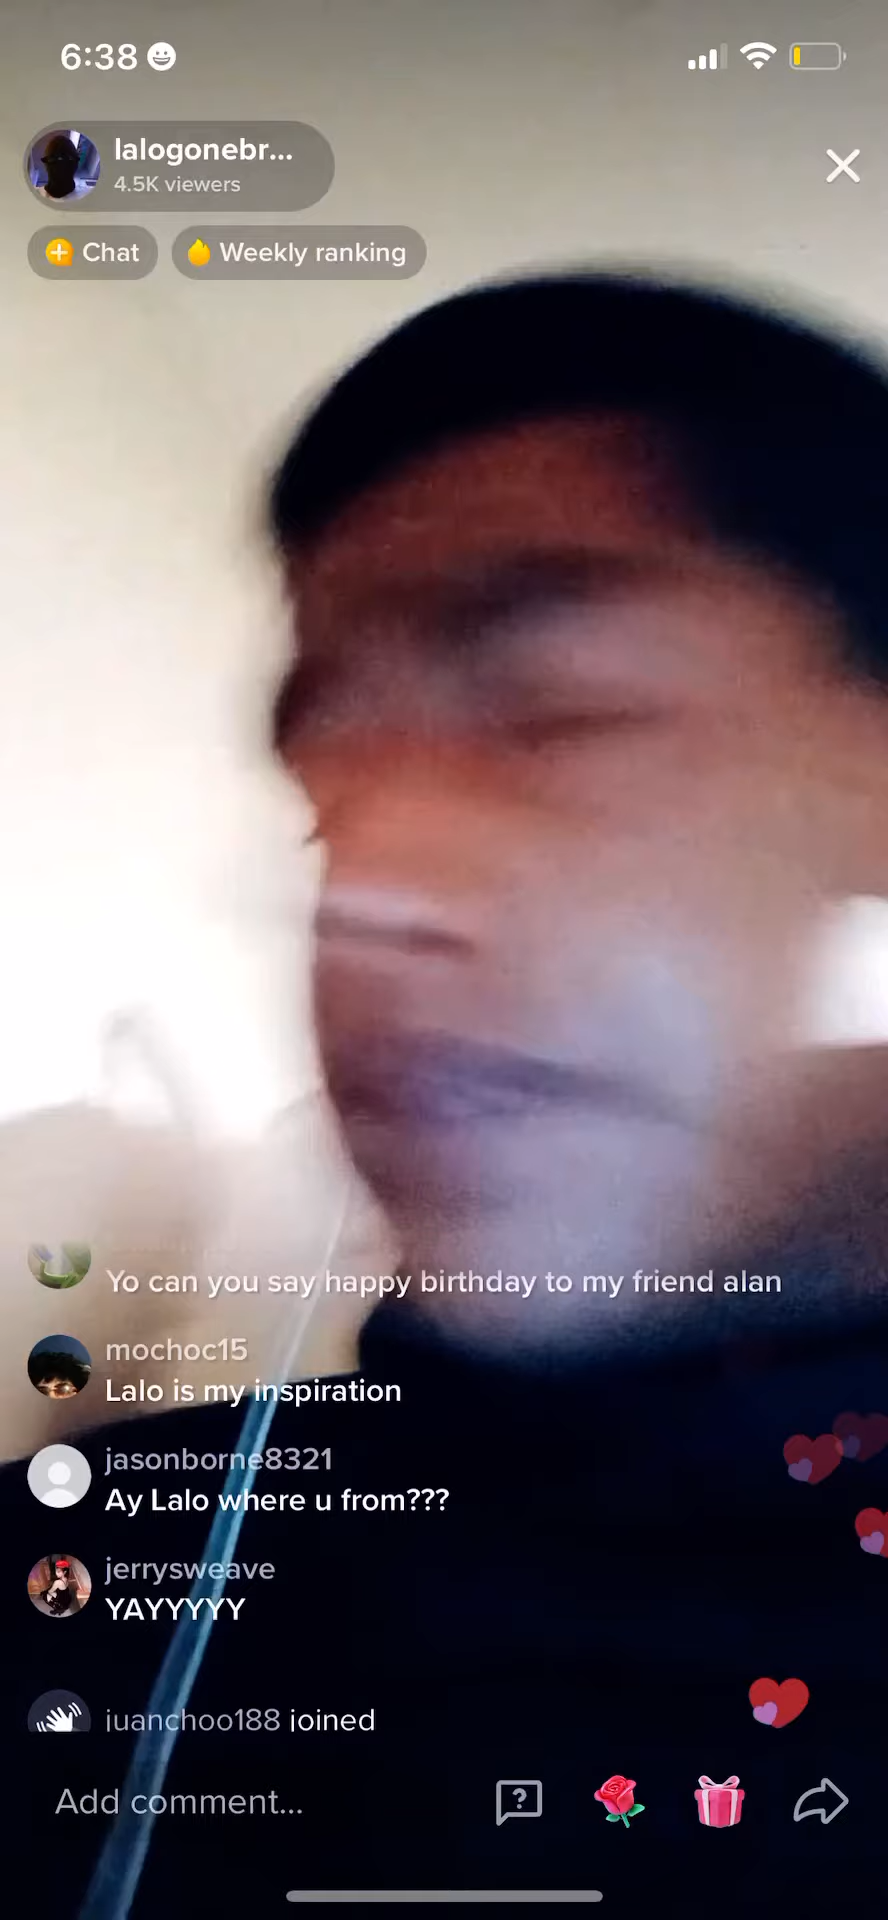 6:38
lalogonebr...
4.5K viewers
Chat
Weekly ranking
Yo can you say happy birthday to my friend alan
mochoc15
Lalo is my inspiration
jasonborne8321
Ay Lalo where u from???
jerrysweave
YAYYYYY
juanchoo188 joined
Add comment...